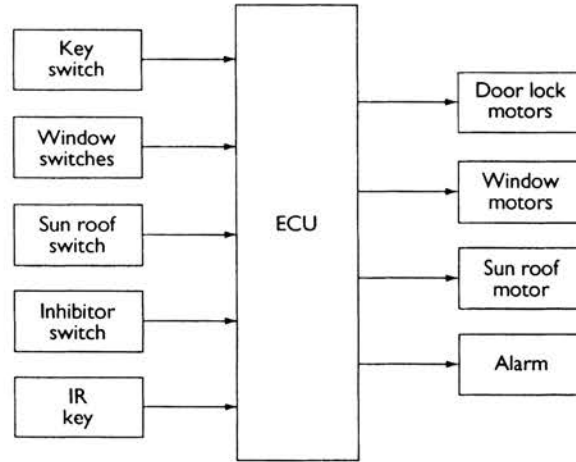 Key
switch
Window
switches
Sun roof
switch
Inhibitor
switch
IR
key
ECU
Door lock
motors
Window
motors
Sun roof
motor
Alarm